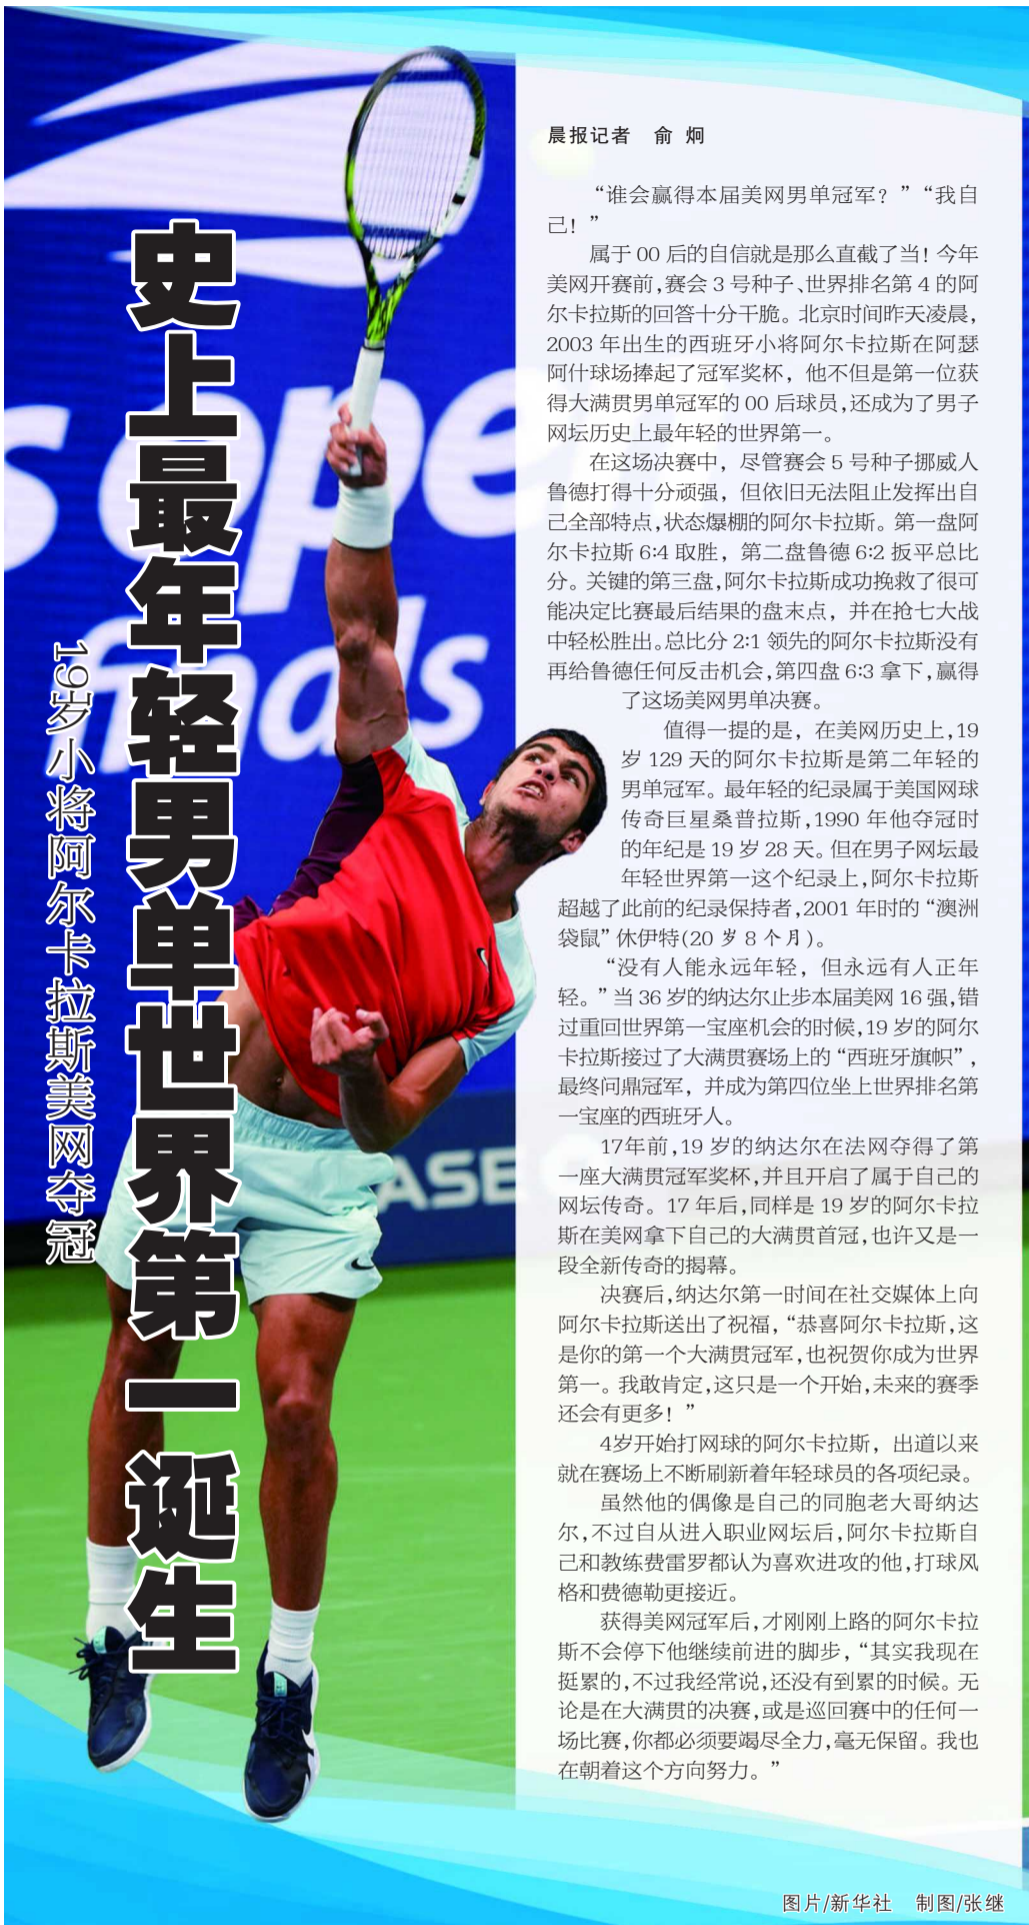 史上最年轻男单世界第一诞生
19岁小将阿尔卡拉斯美网夺冠
s open
finals
ASE
晨报记者 俞 炯
“谁会赢得本届美网男单冠军？”“我自
己！”
属于 00 后的自信就是那么直截了当！今年
美网开赛前，赛会 3 号种子、世界排名第 4 的阿
尔卡拉斯的回答十分干脆。北京时间昨天凌晨，
2003 年出生的西班牙小将阿尔卡拉斯在阿瑟
阿什球场捧起了冠军奖杯，他不但是第一位获
得大满贯男单冠军的 00 后球员，还成为了男子
网坛历史上最年轻的世界第一。
在这场决赛中，尽管赛会 5 号种子挪威人
鲁德打得十分顽强，但依旧无法阻止发挥出自
己全部特点，状态爆棚的阿尔卡拉斯。第一盘阿
尔卡拉斯 6:4 取胜，第二盘鲁德 6:2 扳平总比
分。关键的第三盘，阿尔卡拉斯成功挽救了很可
能决定比赛最后结果的盘末点，并在抢七大战
中轻松胜出。总比分 2:1 领先的阿尔卡拉斯没有
再给鲁德任何反击机会，第四盘 6:3 拿下，赢得
了这场美网男单决赛。
值得一提的是，在美网历史上，19
岁 129 天的阿尔卡拉斯是第二年轻的
男单冠军。最年轻的纪录属于美国网球
传奇巨星桑普拉斯，1990 年他夺冠时
的年纪是 19 岁 28 天。但在男子网坛最
年轻世界第一这个纪录上，阿尔卡拉斯
超越了此前的纪录保持者，2001 年时的“澳洲
袋鼠”休伊特(20 岁 8 个月)。
“没有人能永远年轻，但永远有人正年
轻。”当 36 岁的纳达尔止步本届美网 16 强，错
过重回世界第一宝座机会的时候，19 岁的阿尔
卡拉斯接过了大满贯赛场上的“西班牙旗帜”，
最终问鼎冠军，并成为第四位坐上世界排名第
一宝座的西班牙人。
17年前，19 岁的纳达尔在法网夺得了第
一座大满贯冠军奖杯，并且开启了属于自己的
网坛传奇。17 年后，同样是 19 岁的阿尔卡拉
斯在美网拿下自己的大满贯首冠，也许又是一
段全新传奇的揭幕。
决赛后，纳达尔第一时间在社交媒体上向
阿尔卡拉斯送出了祝福，“恭喜阿尔卡拉斯，这
是你的第一个大满贯冠军，也祝贺你成为世界
第一。我敢肯定，这只是一个开始，未来的赛季
还会有更多！”
4岁开始打网球的阿尔卡拉斯，出道以来
就在赛场上不断刷新着年轻球员的各项纪录。
虽然他的偶像是自己的同胞老大哥纳达
尔，不过自从进入职业网坛后，阿尔卡拉斯自
己和教练费雷罗都认为喜欢进攻的他，打球风
格和费德勒更接近。
获得美网冠军后，才刚刚上路的阿尔卡拉
斯不会停下他继续前进的脚步，“其实我现在
挺累的，不过我经常说，还没有到累的时候。无
论是在大满贯的决赛，或是巡回赛中的任何一
场比赛，你都必须要竭尽全力，毫无保留。我也
在朝着这个方向努力。”
图片/新华社 制图/张继